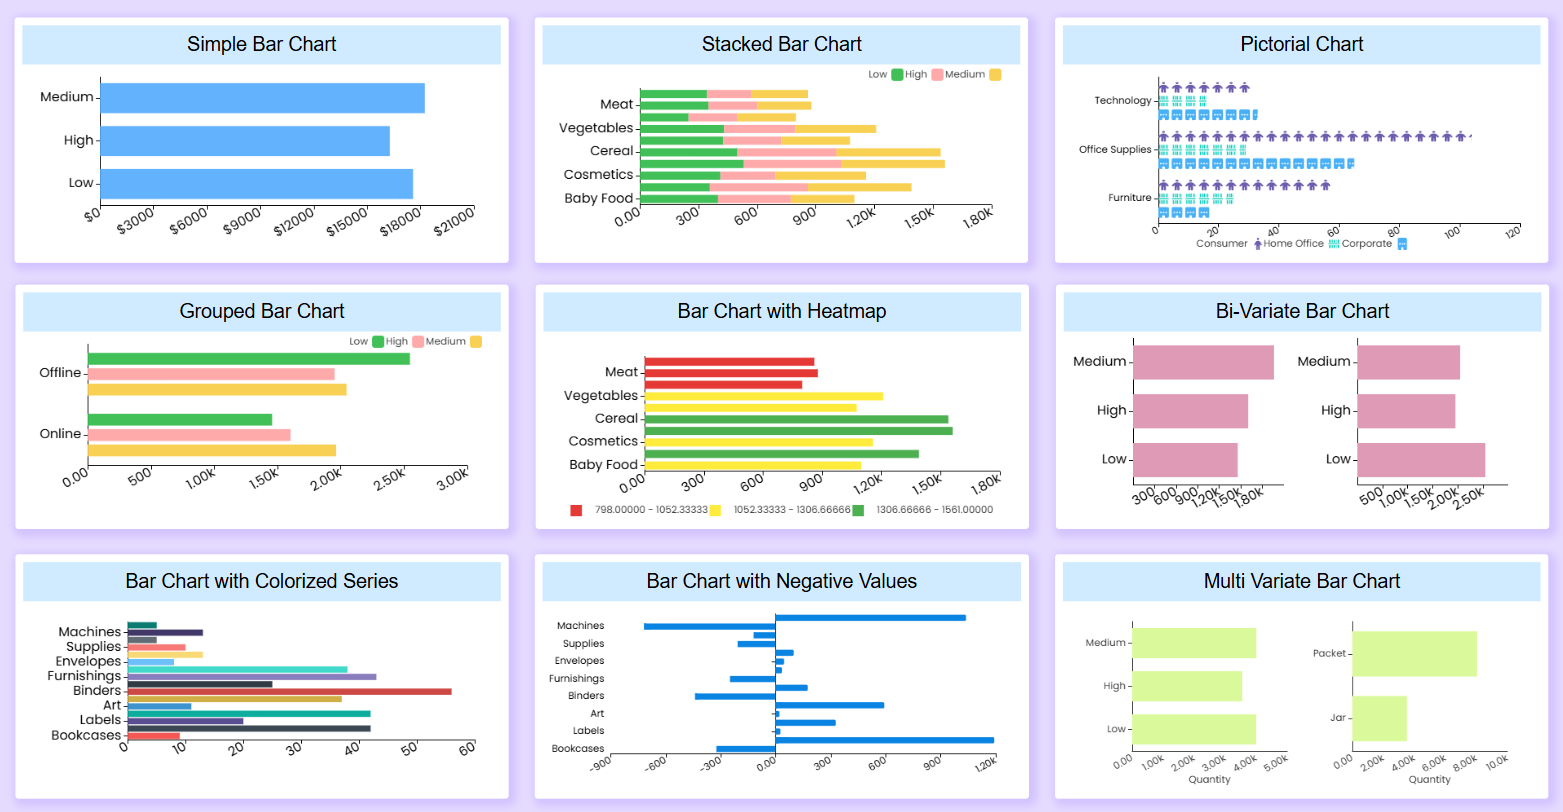 Simple Bar Chart
Medium
High
Low
$0 $3000 $6000 $9000 $12000 $15000 $18000 $21000
Stacked Bar Chart
Low High Medium
Meat
Vegetables
Cereal
Cosmetics
Baby Food
0.00 300 600 900 1.20k 1.50k 1.80k
Pictorial Chart
Technology
Office Supplies
Furniture
0 20 40 60 80 100 120
Consumer Home Office Corporate
Grouped Bar Chart
Low High Medium
Offline
Online
0.00 500 1.00k 1.50k 2.00k 2.50k 3.00k
Bar Chart with Heatmap
Meat
Vegetables
Cereal
Cosmetics
Baby Food
0.00 300 600 900 1.20k 1.50k 1.80k
798.00000 - 1052.33333 1052.33333 - 1306.66666 1306.66666 - 1561.00000
Bi-Variate Bar Chart
Medium
High
Low
300 600 900 1.20k 1.50k 1.80k
Medium
High
Low
500 1.00k 1.50k 2.00k 2.50k
Bar Chart with Colorized Series
Machines
Supplies
Envelopes
Furnishings
Binders
Art
Labels
Bookcases
0 10 20 30 40 50 60
Bar Chart with Negative Values
Machines
Supplies
Envelopes
Furnishings
Binders
Art
Labels
Bookcases
-900 -600 -300 0.00 300 600 900 1.20k
Multi Variate Bar Chart
Medium
High
Low
0.00 1.00k 2.00k 3.00k 4.00k 5.00k
Quantity
Packet
Jar
0.00 2.00k 4.00k 6.00k 8.00k 10.0k
Quantity